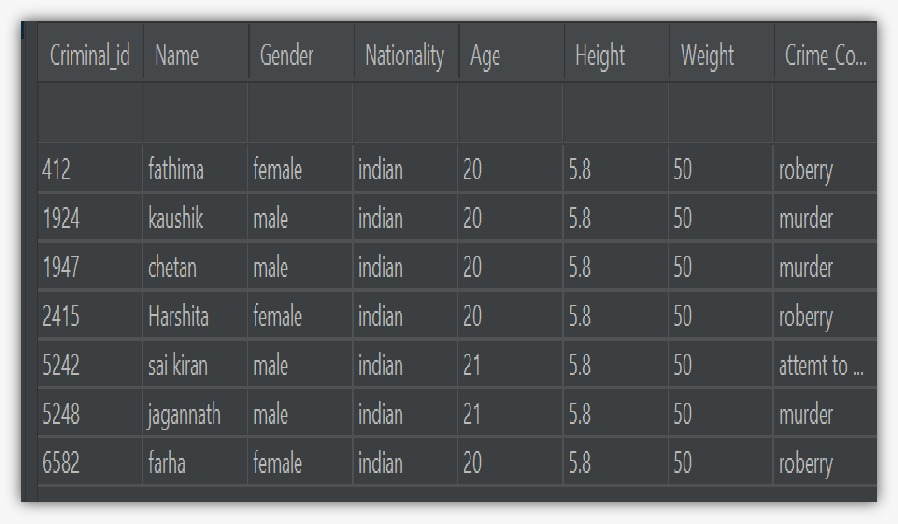 Criminal_id Name Gender Nationality Age Height Weight Crime_Co...
412 fathima female indian 20 5.8 50 roberry
1924 kaushik male indian 20 5.8 50 murder
1947 chetan male indian 20 5.8 50 murder
2415 Harshita female indian 20 5.8 50 roberry
5242 sai kiran male indian 21 5.8 50 attemt to ...
5248 jagannath male indian 21 5.8 50 murder
6582 farha female indian 20 5.8 50 roberry